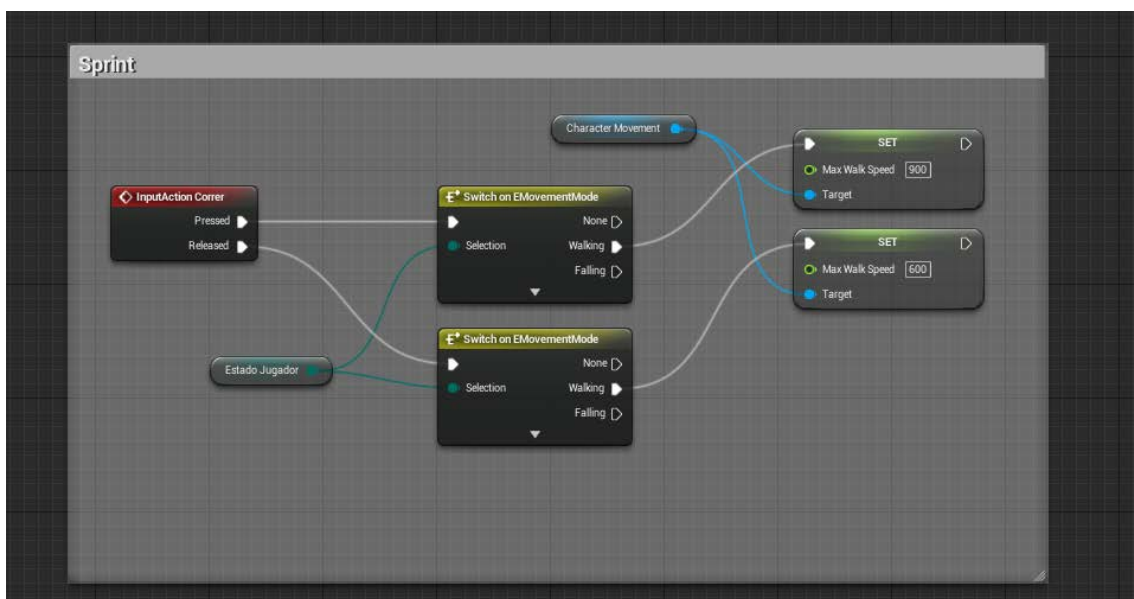 Sprint
Character Movement
SET
Max Walk Speed 900
Target
InputAction Correr
Pressed
Released
Switch on EMovementMode
None
Selection
Walking
Falling
SET
Max Walk Speed 600
Target
Switch on EMovementMode
None
Selection
Walking
Falling
Estado Jugador